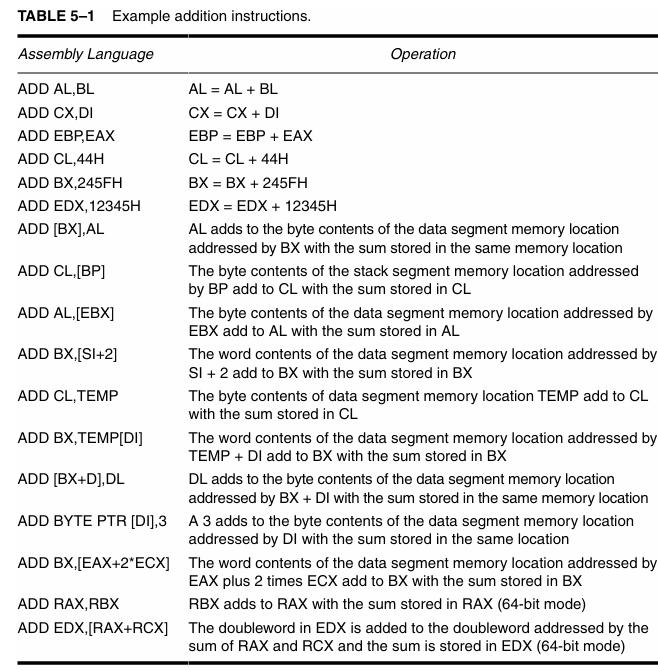 TABLE 5–1 Example addition instructions.
Assembly Language Operation
ADD AL,BL AL = AL + BL
ADD CX,DI CX = CX + DI
ADD EBP,EAX EBP = EBP + EAX
ADD CL,44H CL = CL + 44H
ADD BX,245FH BX = BX + 245FH
ADD EDX,12345H EDX = EDX + 12345H
ADD [BX],AL AL adds to the byte contents of the data segment memory location
addressed by BX with the sum stored in the same memory location
ADD CL,[BP] The byte contents of the stack segment memory location addressed
by BP add to CL with the sum stored in CL
ADD AL,[EBX] The byte contents of the data segment memory location addressed by
EBX add to AL with the sum stored in AL
ADD BX,[SI+2] The word contents of the data segment memory location addressed by
SI + 2 add to BX with the sum stored in BX
ADD CL,TEMP The byte contents of data segment memory location TEMP add to CL
with the sum stored in CL
ADD BX,TEMP[DI] The word contents of the data segment memory location addressed by
TEMP + DI add to BX with the sum stored in BX
ADD [BX+D],DL DL adds to the byte contents of the data segment memory location
addressed by BX + DI with the sum stored in the same memory location
ADD BYTE PTR [DI],3 A 3 adds to the byte contents of the data segment memory location
addressed by DI with the sum stored in the same location
ADD BX,[EAX+2*ECX] The word contents of the data segment memory location addressed by
EAX plus 2 times ECX add to BX with the sum stored in BX
ADD RAX,RBX RBX adds to RAX with the sum stored in RAX (64-bit mode)
ADD EDX,[RAX+RCX] The doubleword in EDX is added to the doubleword addressed by the
sum of RAX and RCX and the sum is stored in EDX (64-bit mode)